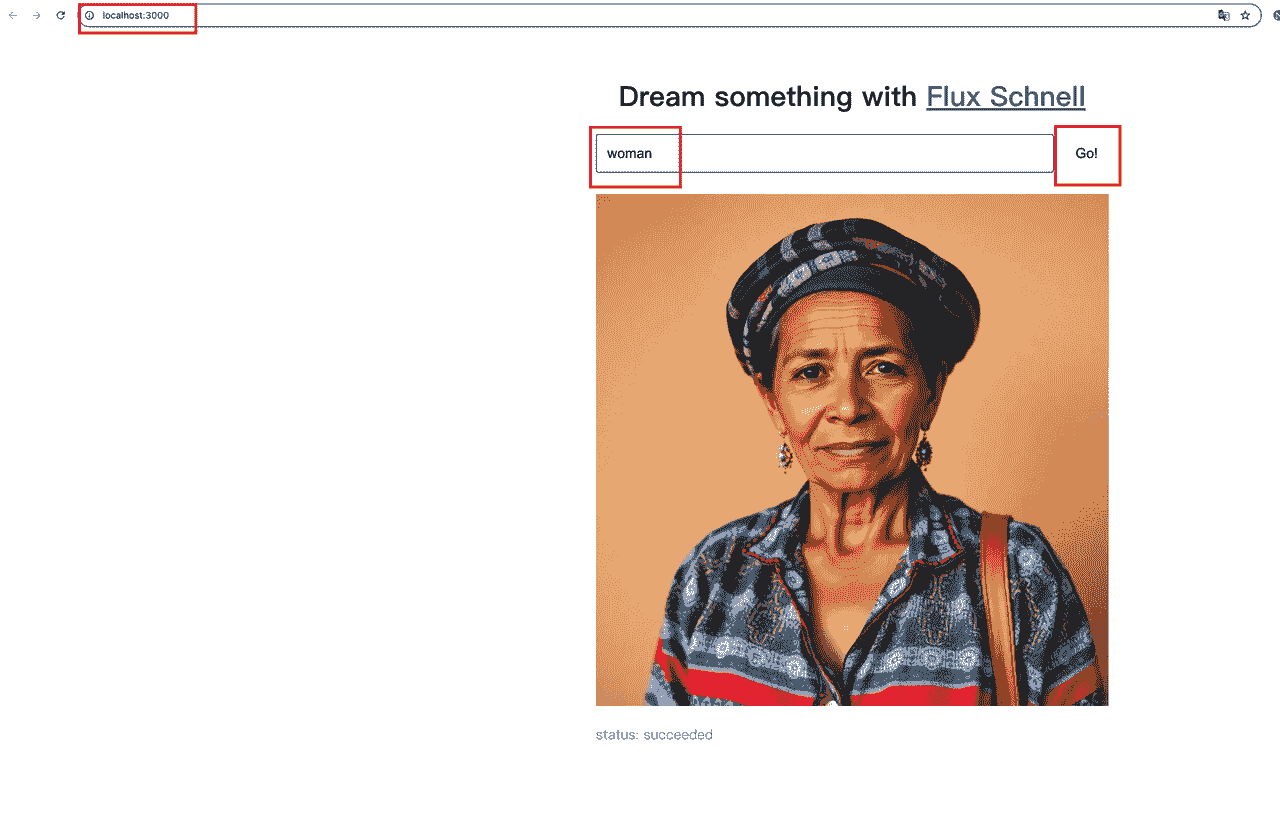 localhost:3000
Dream something with Flux Schnell
woman
Go!
status: succeeded